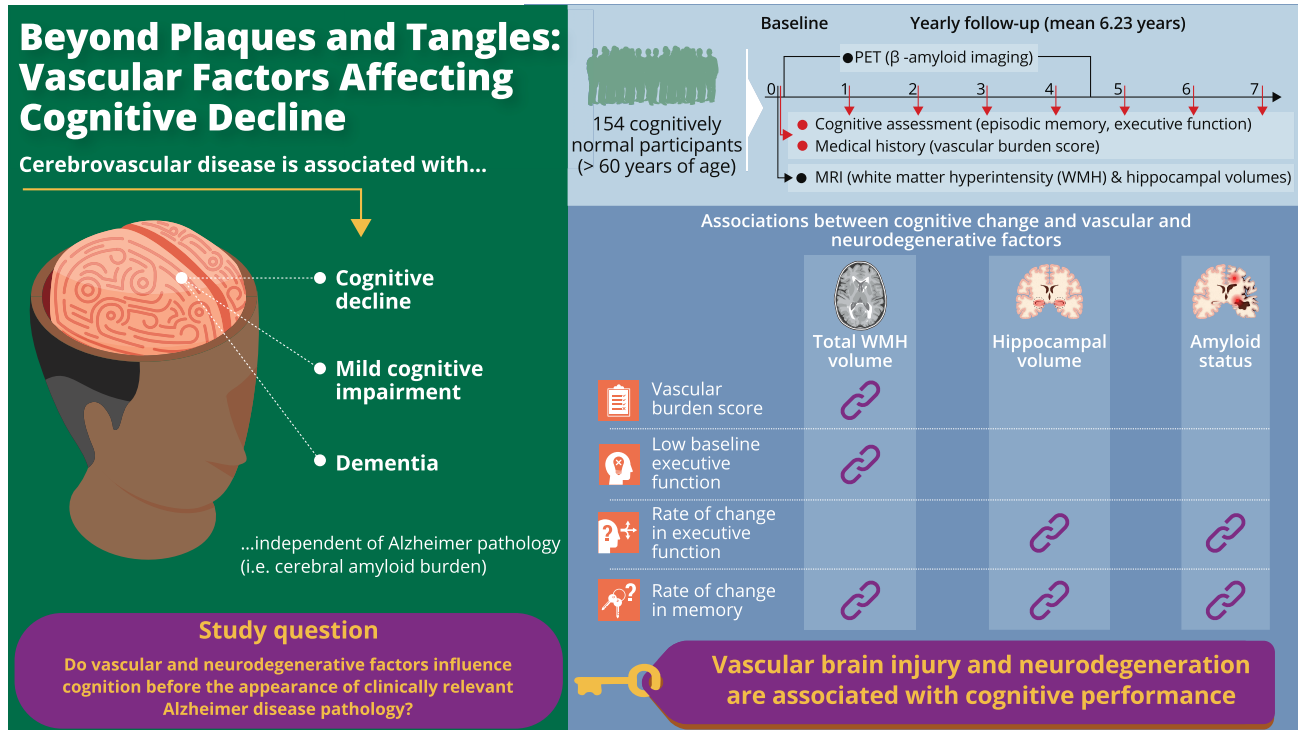 Beyond Plaques and Tangles:
Vascular Factors Affecting
Cognitive Decline
Cerebrovascular disease is associated with...
Cognitive
decline
Mild cognitive
impairment
Dementia
...independent of Alzheimer pathology
(i.e. cerebral amyloid burden)
Study question
Do vascular and neurodegenerative factors influence
cognition before the appearance of clinically relevant
Alzheimer disease pathology?
154 cognitively
normal participants
(> 60 years of age)
Baseline
Yearly follow-up (mean 6.23 years)
PET (β -amyloid imaging)
0 1 2 3 4 5 6 7
Cognitive assessment (episodic memory, executive function)
Medical history (vascular burden score)
MRI (white matter hyperintensity (WMH) & hippocampal volumes)
Associations between cognitive change and vascular and
neurodegenerative factors
Total WMH
volume
Hippocampal
volume
Amyloid
status
Vascular
burden score
Low baseline
executive
function
?
Rate of change
in executive
function
?
Rate of change
in memory
Vascular brain injury and neurodegeneration
are associated with cognitive performance